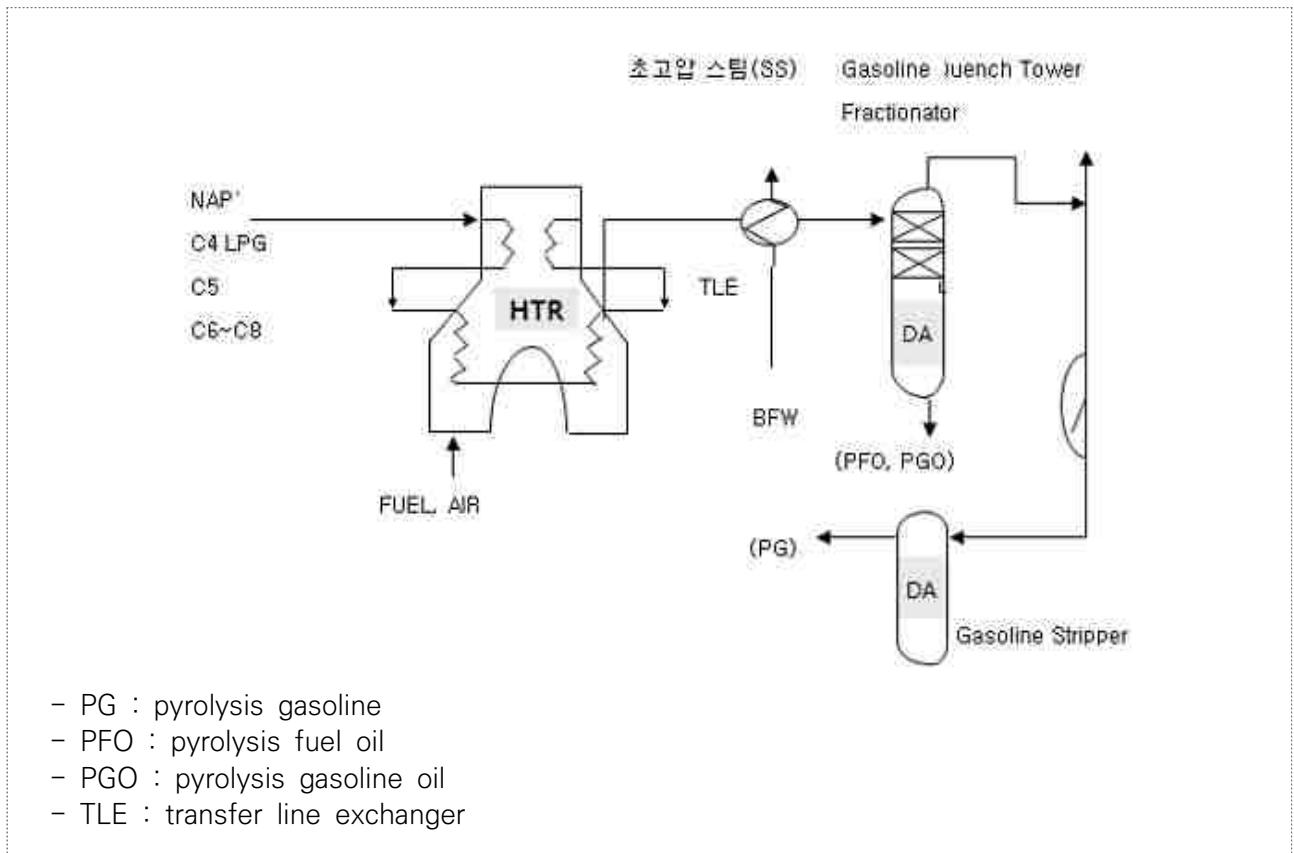 초고압 스팀(SS) Gasoline Quench Tower
Fractionator
NAP'
C4 LPG
C5
C6~C8
HTR
TLE
DA
BFW
(PFO, PGO)
FUEL, AIR
(PG)
DA
Gasoline Stripper
- PG : pyrolysis gasoline
- PFO : pyrolysis fuel oil
- PGO : pyrolysis gasoline oil
- TLE : transfer line exchanger